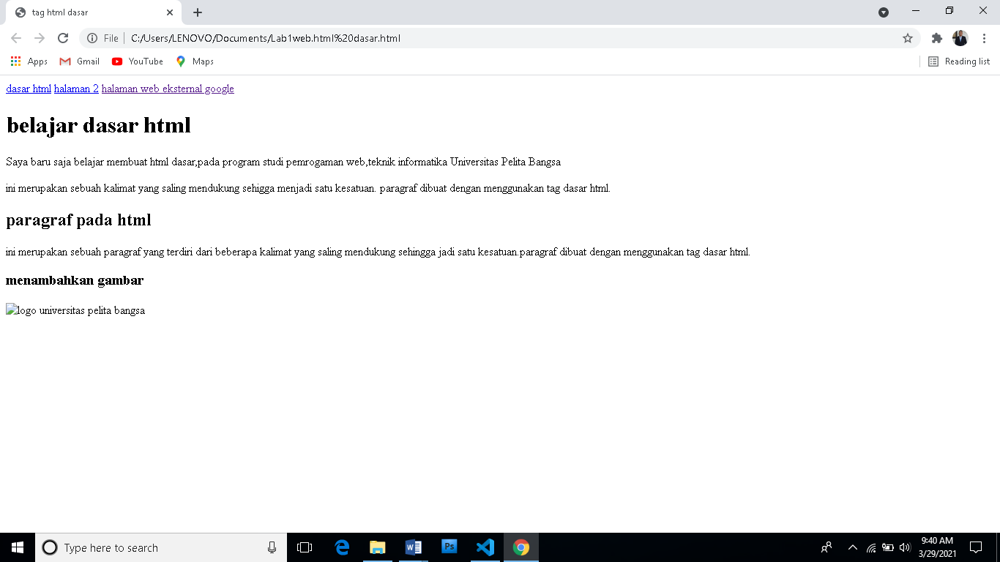 tag html dasar
File C:/Users/LENOVO/Documents/Lab1web.html%20dasar.html
Apps Gmail YouTube Maps Reading list
dasar html halaman 2 halaman web eksternal google
belajar dasar html
Saya baru saja belajar membuat html dasar,pada program studi pemrogaman web,teknik informatika Universitas Pelita Bangsa
ini merupakan sebuah kalimat yang saling mendukung sehigga menjadi satu kesatuan. paragraf dibuat dengan menggunakan tag dasar html.
paragraf pada html
ini merupakan sebuah paragraf yang terdiri dari beberapa kalimat yang saling mendukung sehingga jadi satu kesatuan.paragraf dibuat dengan menggunakan tag dasar html.
menambahkan gambar
logo universitas pelita bangsa
Type here to search
Ps
9:40 AM
3/29/2021